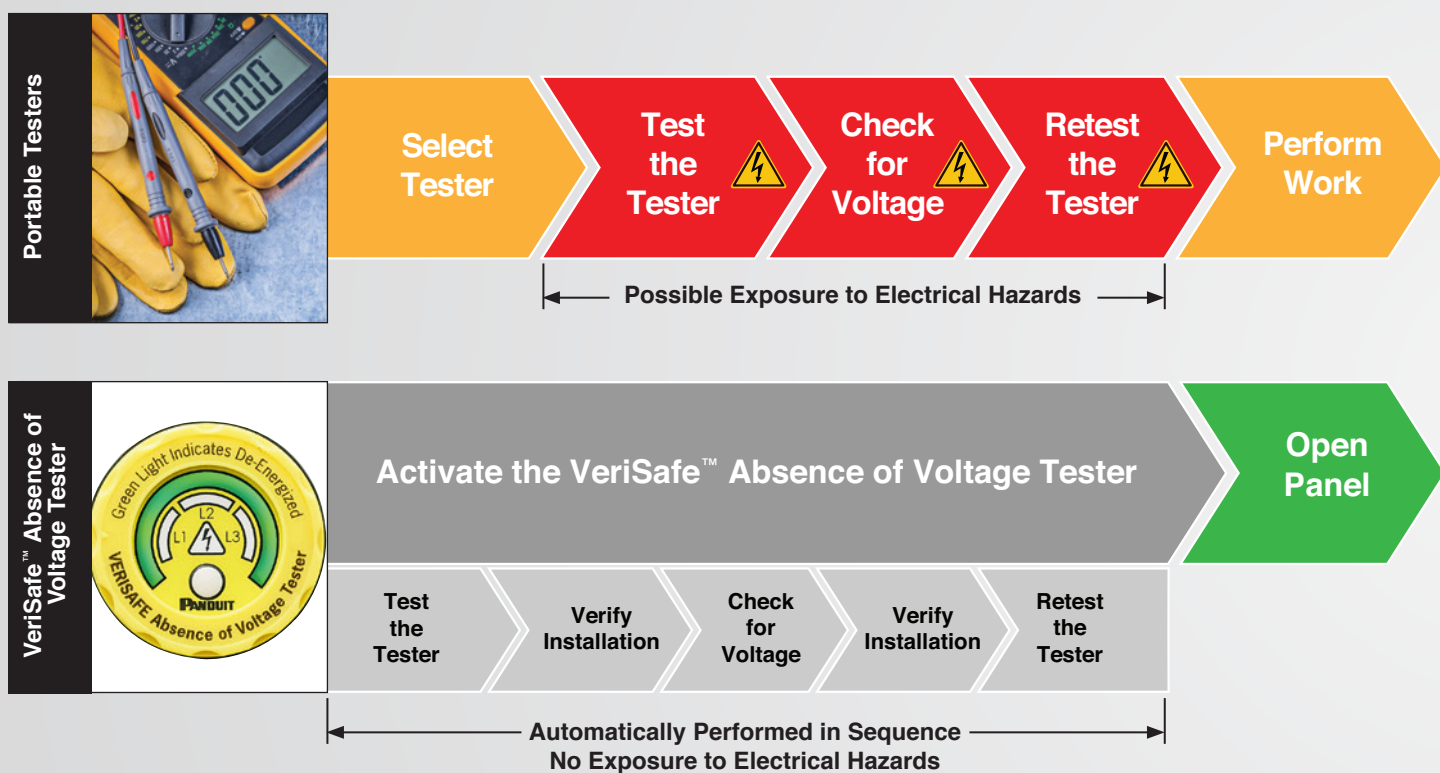 Portable Testers
000
Select
Tester
Test
the
Tester
Check
for
Voltage
Retest
the
Tester
Perform
Work
Possible Exposure to Electrical Hazards
VeriSafe™ Absence of
Voltage Tester
Green Light Indicates De-Energized
L1
L2
L3
PANDUIT
VERISAFE Absence of Voltage Tester
Activate the VeriSafe™ Absence of Voltage Tester
Open
Panel
Test
the
Tester
Verify
Installation
Check
for
Voltage
Verify
Installation
Retest
the
Tester
Automatically Performed in Sequence
No Exposure to Electrical Hazards